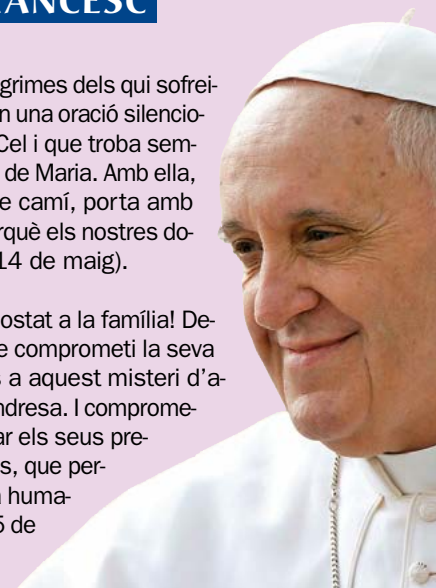 ANCESC
grimes dels qui sofrei-
n una oració silencio-
Cel i que troba sem-
de Maria. Amb ella,
e camí, porta amb
rquè els nostres do-
14 de maig).
ostat a la família! De-
e comprometi la seva
s a aquest misteri d'a-
ndresa. I comprome-
ar els seus pre-
s, que per-
huma-
5 de